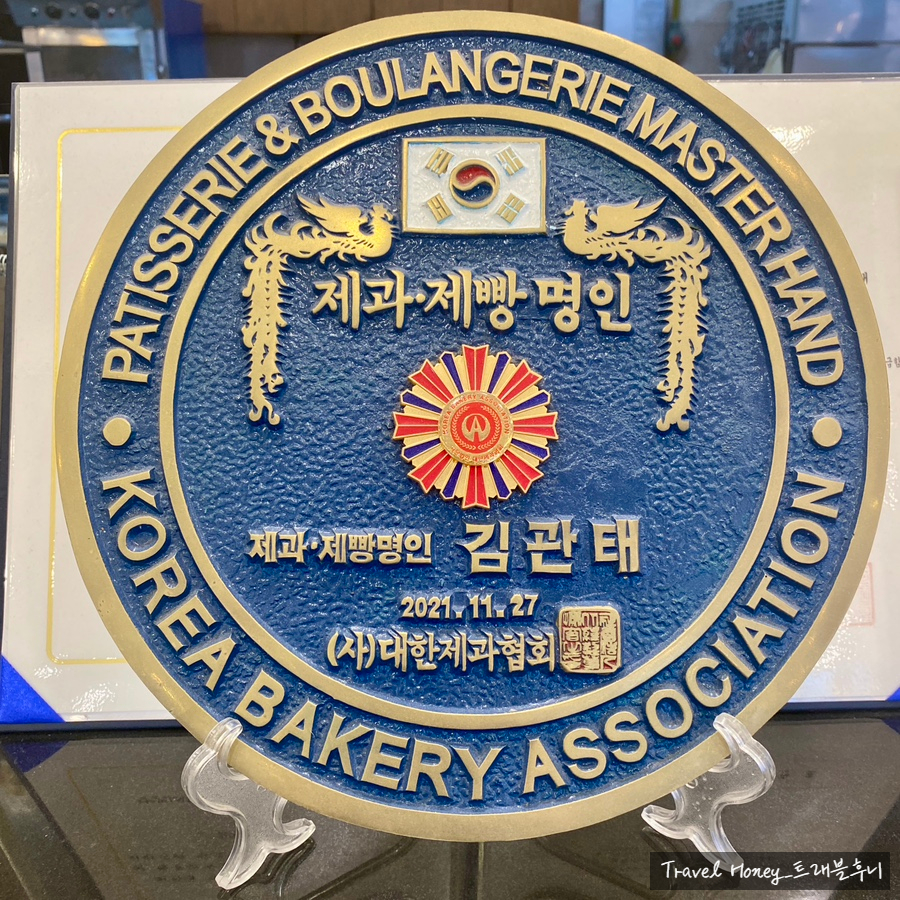 PATISSERIE & BOULANGERIE MASTER HAND
제과·제빵 명인
제과·제빵명인 김관태
2021.11.27
(사)대한제과협회
KOREA BAKERY ASSOCIATION
Travel Honey_트래블후니